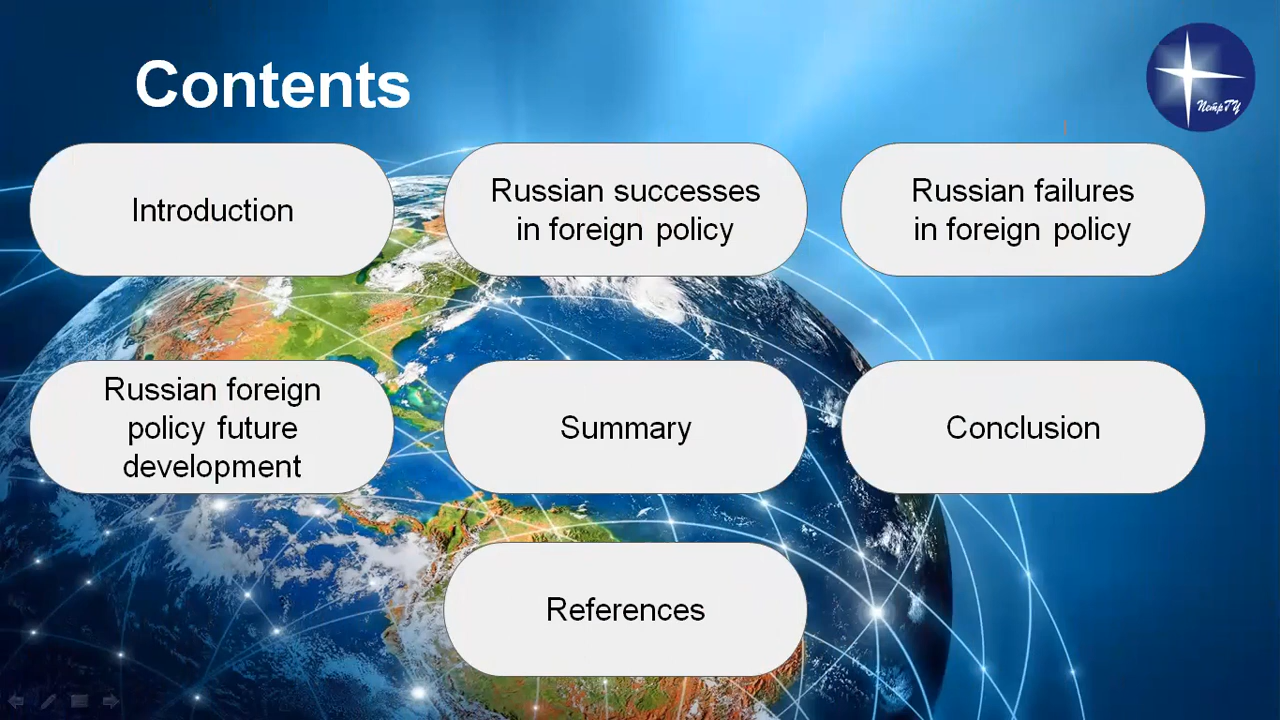 Contents
ПетрГУ
Introduction
Russian successes
in foreign policy
Russian failures
in foreign policy
Russian foreign
policy future
development
Summary
Conclusion
References